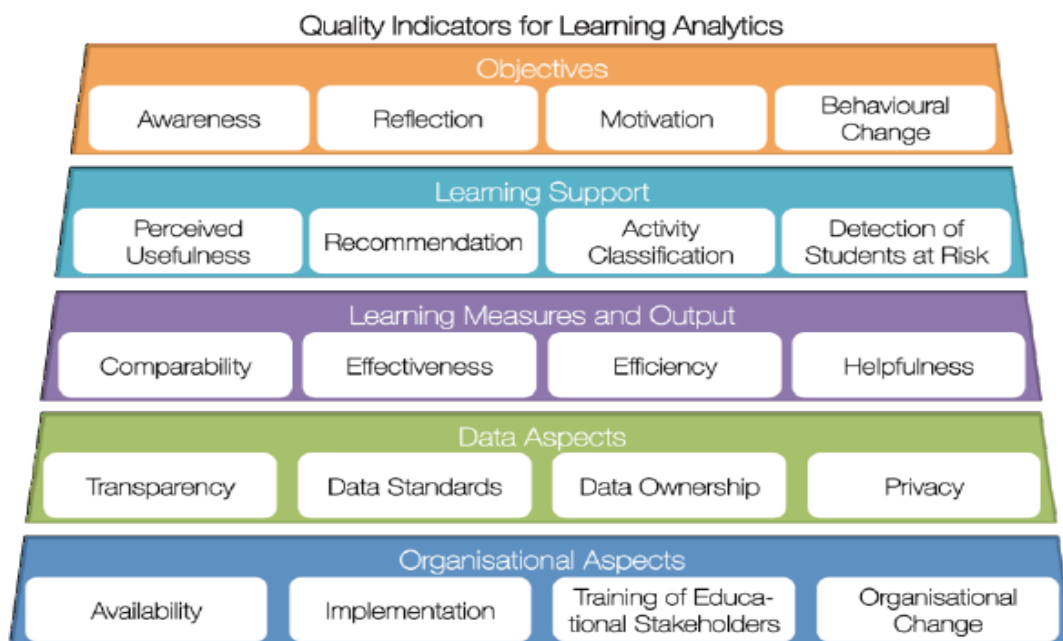 Quality Indicators for Learning Analytics
Objectives
Awareness
Reflection
Motivation
Behavioural
Change
Learning Support
Perceived
Usefulness
Recommendation
Activity
Classification
Detection of
Students at Risk
Learning Measures and Output
Comparability
Effectiveness
Efficiency
Helpfulness
Data Aspects
Transparency
Data Standards
Data Ownership
Privacy
Organisational Aspects
Availability
Implementation
Training of Educa-
tional Stakeholders
Organisational
Change